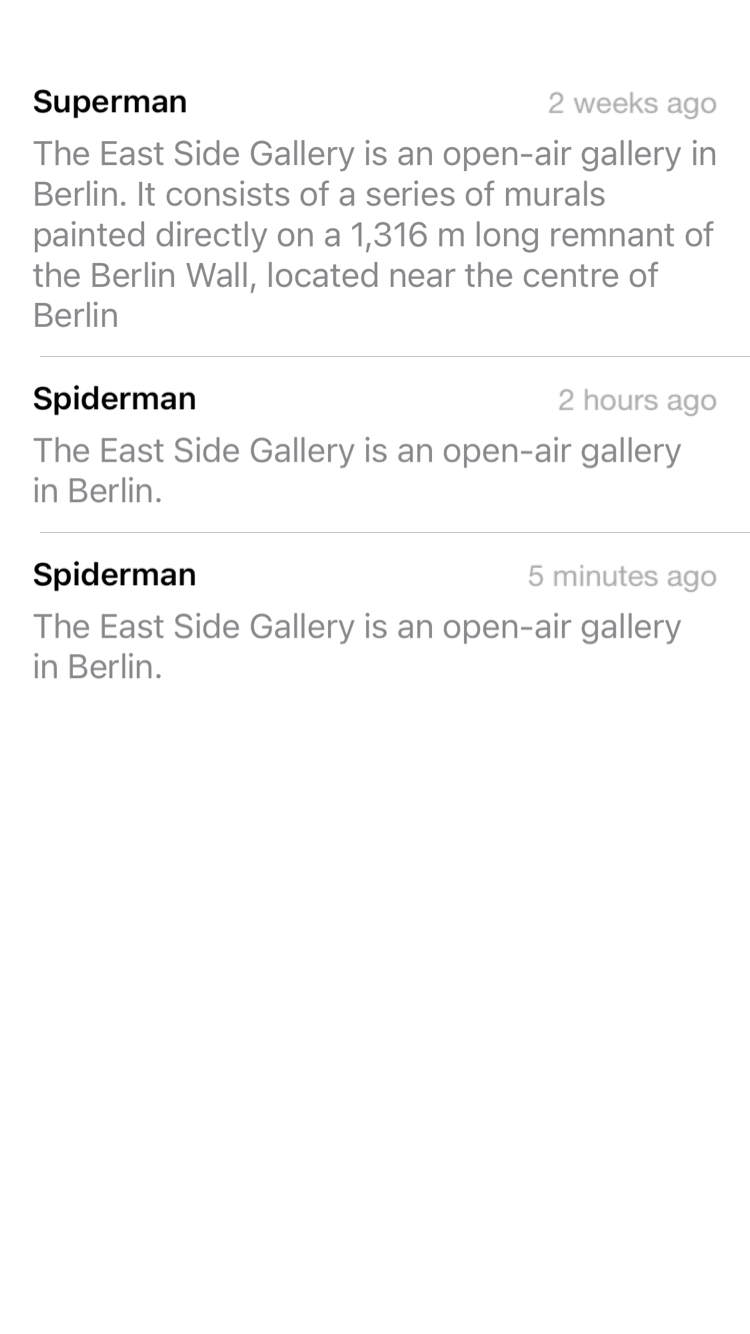 Superman 2 weeks ago
The East Side Gallery is an open-air gallery in
Berlin. It consists of a series of murals
painted directly on a 1,316 m long remnant of
the Berlin Wall, located near the centre of
Berlin
Spiderman 2 hours ago
The East Side Gallery is an open-air gallery
in Berlin.
Spiderman 5 minutes ago
The East Side Gallery is an open-air gallery
in Berlin.